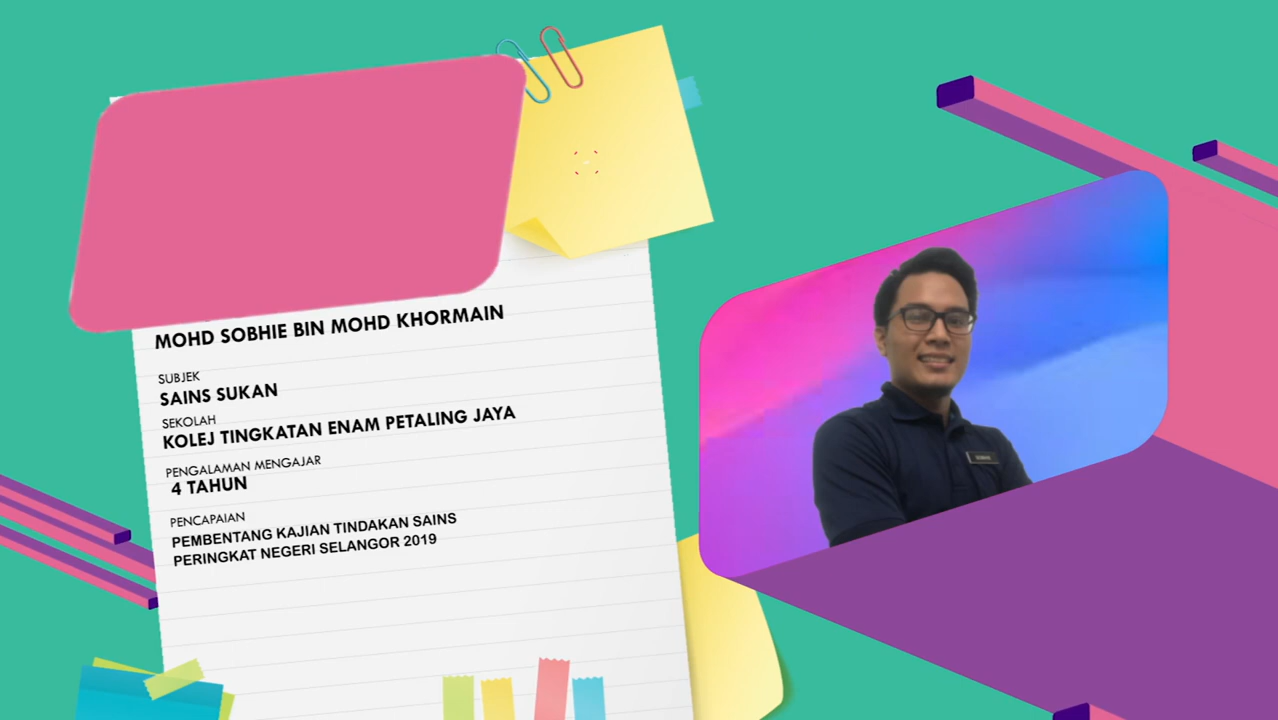 MOHD SOBHIE BIN MOHD KHORMAIN
SUBJEK
SAINS SUKAN
SEKOLAH
KOLEJ TINGKATAN ENAM PETALING JAYA
PENGALAMAN MENGAJAR
4 TAHUN
PENCAPAIAN
PEMBENTANG KAJIAN TINDAKAN SAINS
PERINGKAT NEGERI SELANGOR 2019